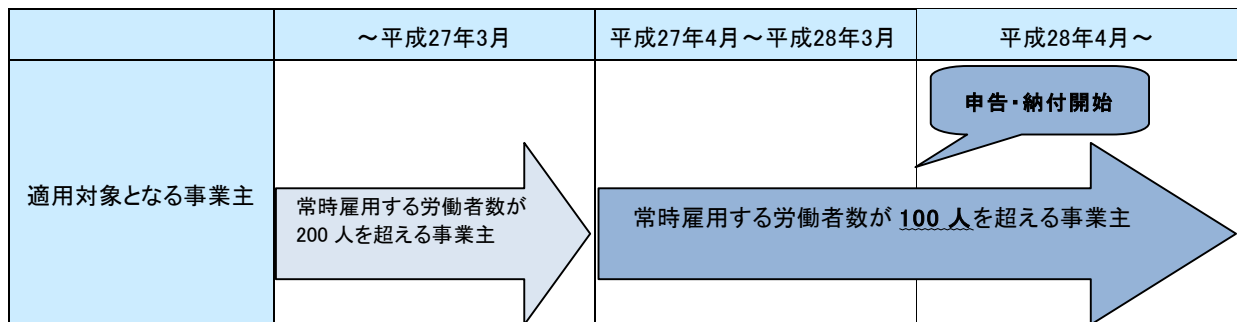 ～平成27年3月
平成27年4月～平成28年3月
平成28年4月～
申告・納付開始
適用対象となる事業主
常時雇用する労働者数が
200 人を超える事業主
常時雇用する労働者数が 100 人を超える事業主